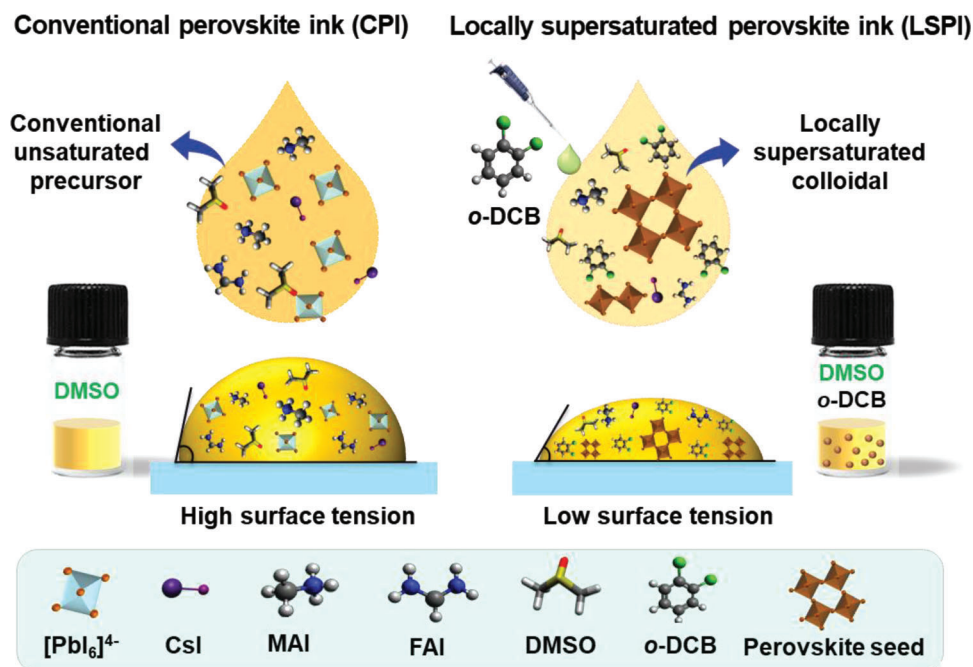 Conventional perovskite ink (CPI)
Locally supersaturated perovskite ink (LSPI)
Conventional
unsaturated
precursor
o-DCB
Locally
supersaturated
colloidal
DMSO
DMSO
o-DCB
High surface tension
Low surface tension
[PbI₆]⁴⁻
CsI
MAI
FAI
DMSO
o-DCB
Perovskite seed